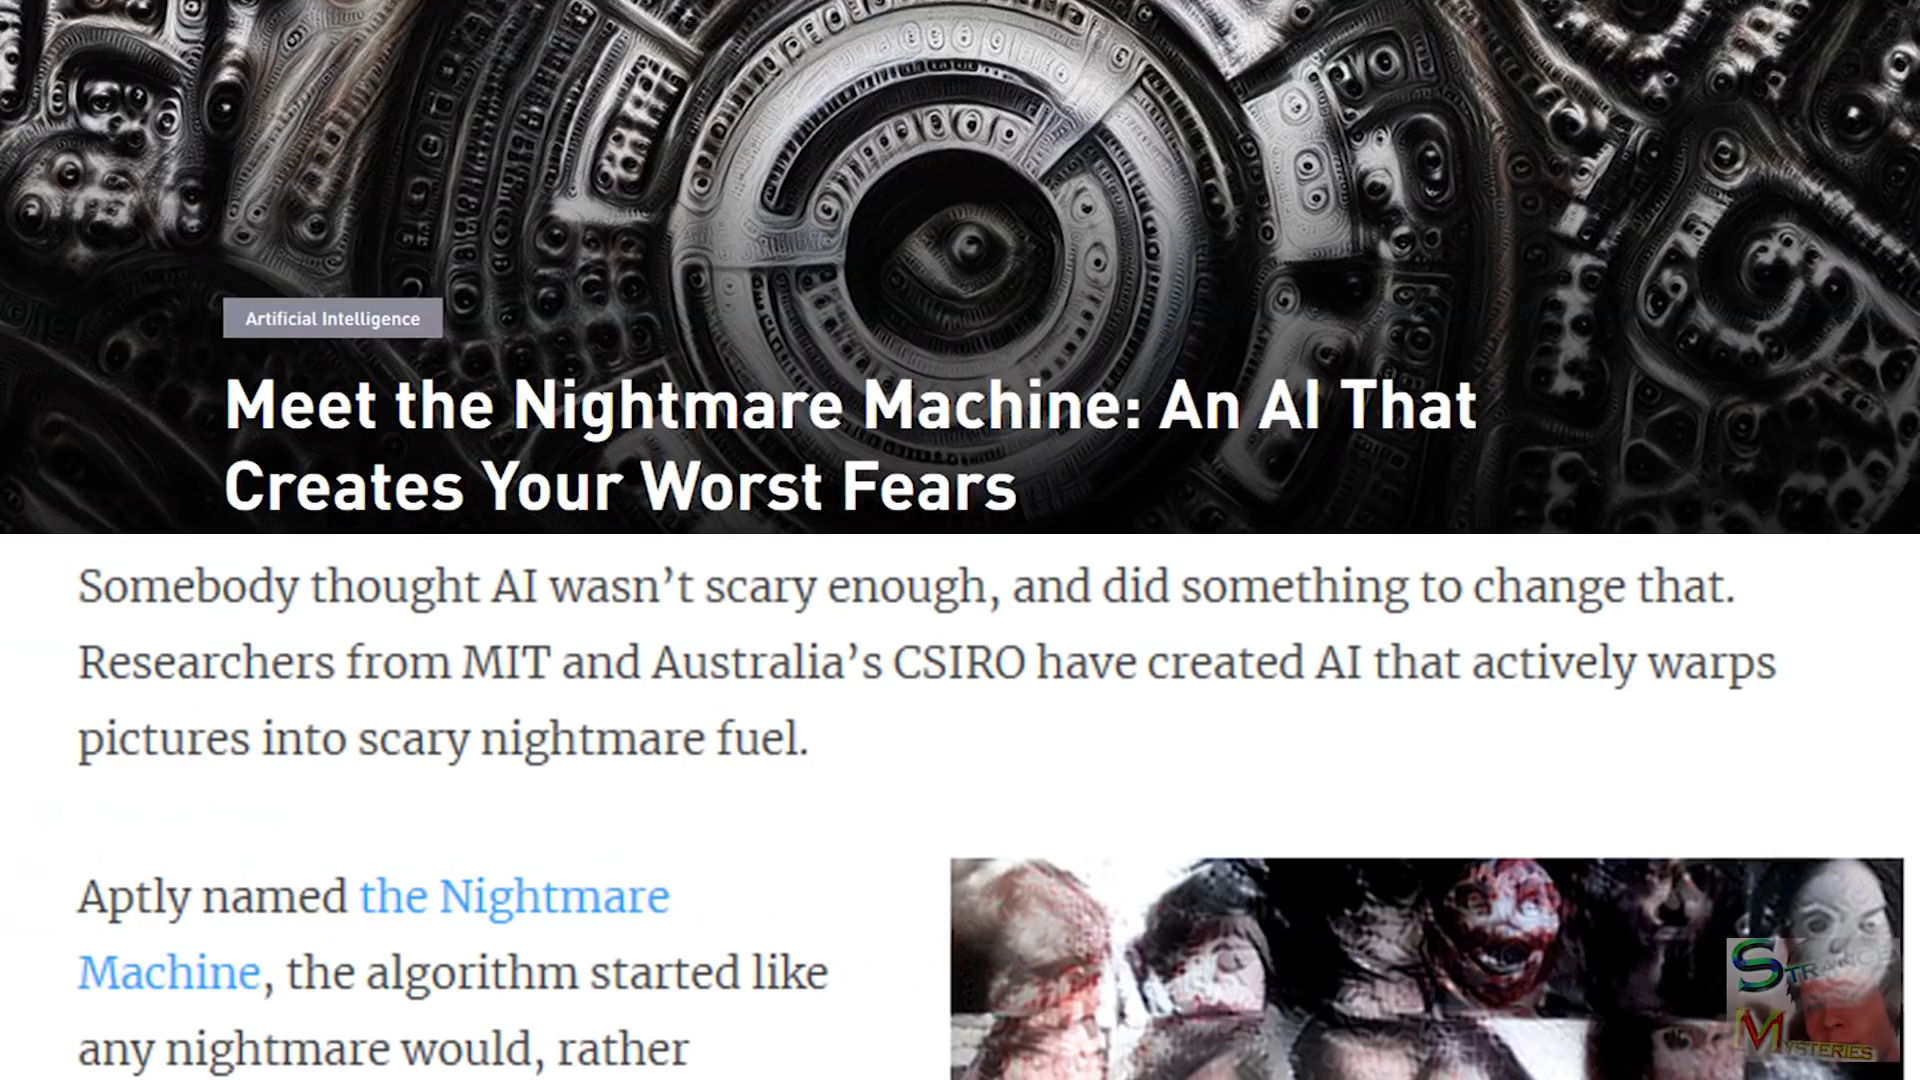 Artificial Intelligence
Meet the Nightmare Machine: An AI That
Creates Your Worst Fears
Somebody thought AI wasn’t scary enough, and did something to change that.
Researchers from MIT and Australia’s CSIRO have created AI that actively warps
pictures into scary nightmare fuel.
Aptly named the Nightmare
Machine, the algorithm started like
any nightmare would, rather
STRANGE
MYSTERIES